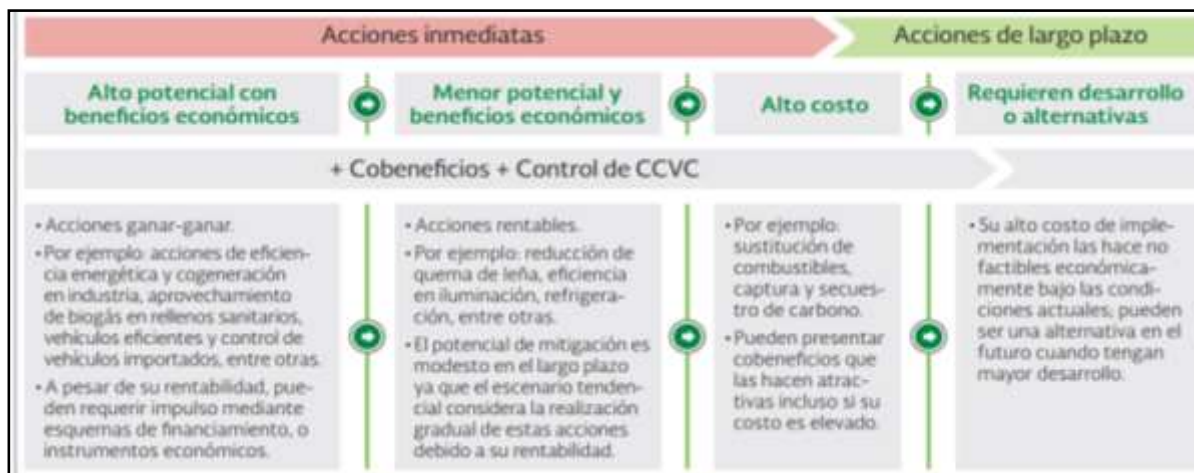 Acciones inmediatas
Acciones de largo plazo
Alto potencial con
beneficios económicos
Menor potencial y
beneficios económicos
Alto costo
Requieren desarrollo
o alternativas
+ Cobeneficios + Control de CCVC
• Acciones ganar-ganar.
• Por ejemplo: acciones de eficien-
cia energética y cogeneración
en industria, aprovechamiento
de biogás en rellenos sanitarios,
vehículos eficientes y control de
vehículos importados, entre otras.
• A pesar de su rentabilidad, pue-
den requerir impulso mediante
esquemas de financiamiento, o
instrumentos económicos.
• Acciones rentables.
• Por ejemplo: reducción de
quema de leña, eficiencia
en iluminación, refrigera-
ción, entre otras.
• El potencial de mitigación es
modesto en el largo plazo
ya que el escenario tenden-
cial considera la realización
gradual de estas acciones
debido a su rentabilidad.
• Por ejemplo:
sustitución de
combustibles,
captura y secues-
tro de carbono.
• Pueden presentar
cobeneficios que
las hacen atrac-
tivas incluso si su
costo es elevado.
• Su alto costo de imple-
mentación las hace no
factibles económica-
mente bajo las condi-
ciones actuales, pueden
ser una alternativa en el
futuro cuando tengan
mayor desarrollo.